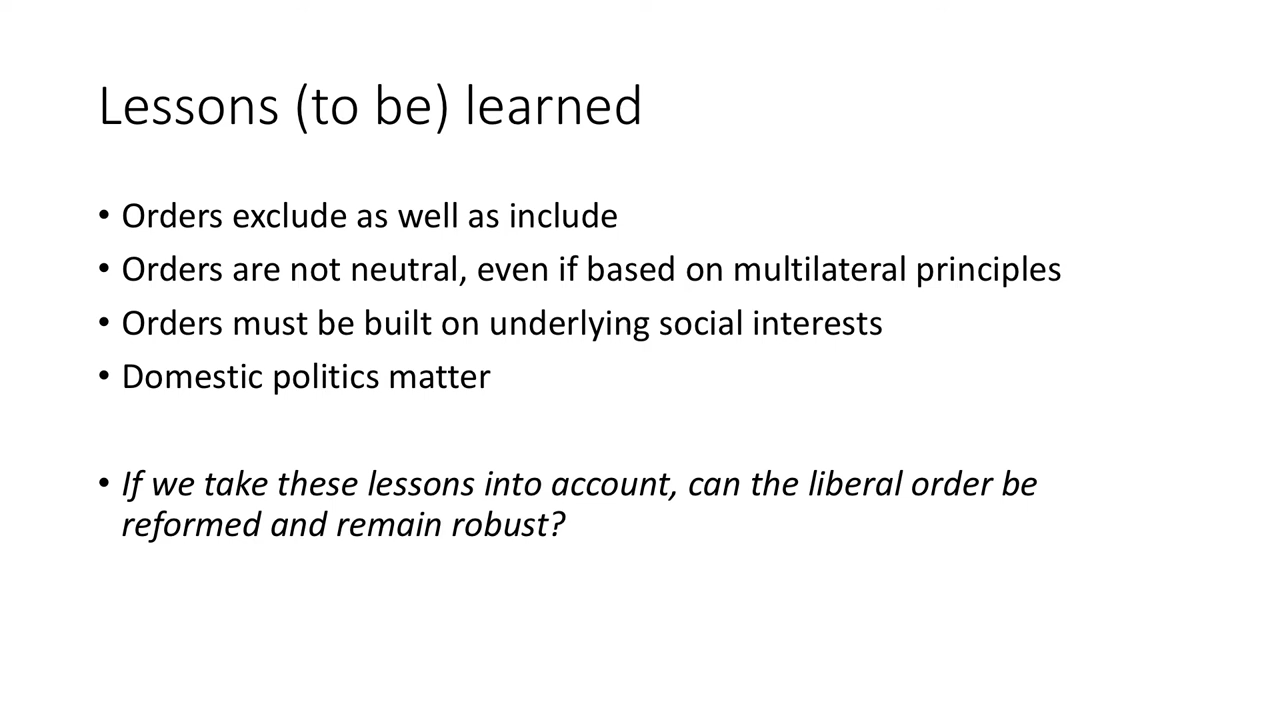 Lessons (to be) learned
• Orders exclude as well as include
• Orders are not neutral, even if based on multilateral principles
• Orders must be built on underlying social interests
• Domestic politics matter
• If we take these lessons into account, can the liberal order be
reformed and remain robust?